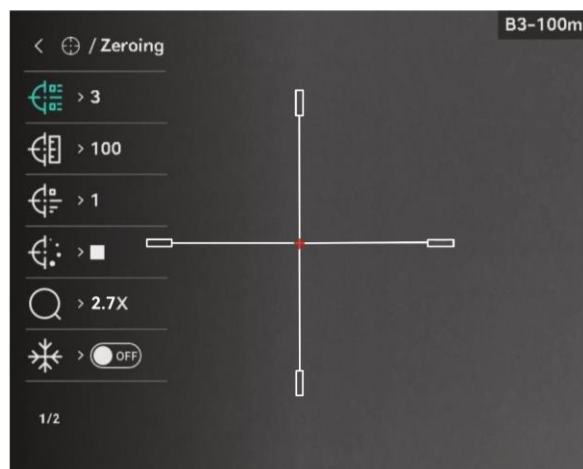 B3-100m
< / Zeroing
> 3
> 100
> 1
>
> 2.7X
> OFF
1/2